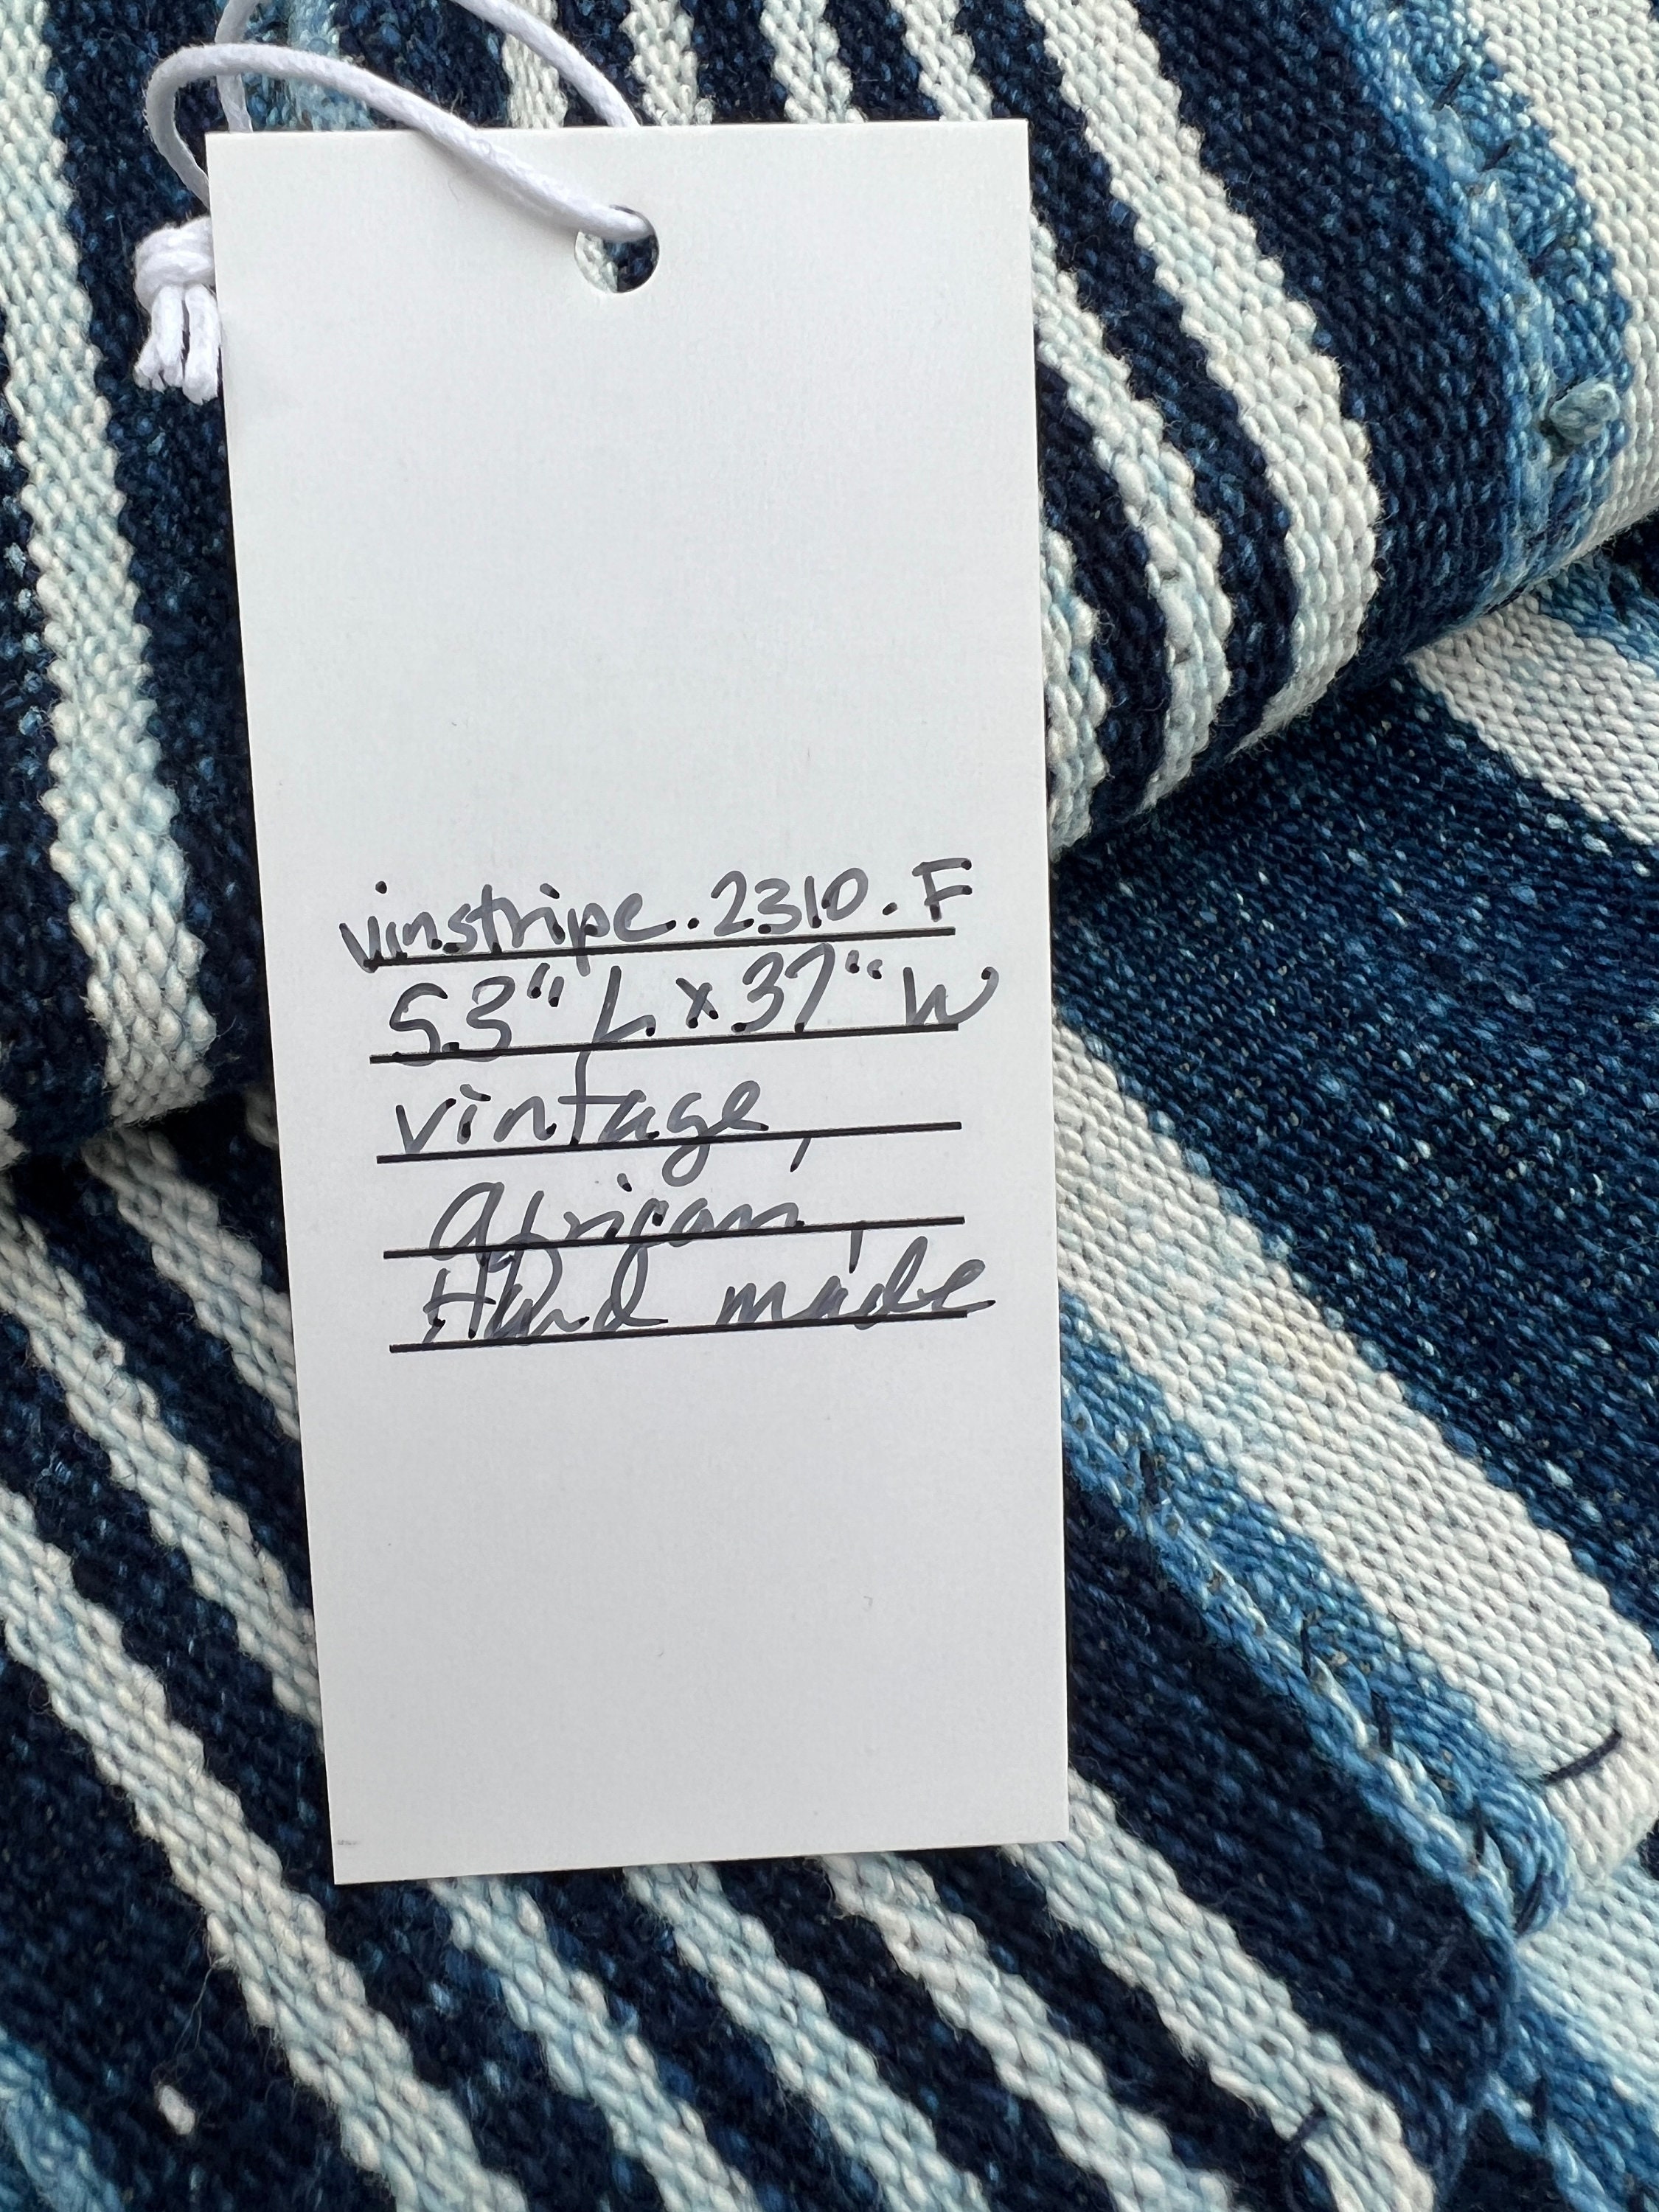 vinstripe.2310.F
53" L x 37" W
vintage,
african,
Hand made